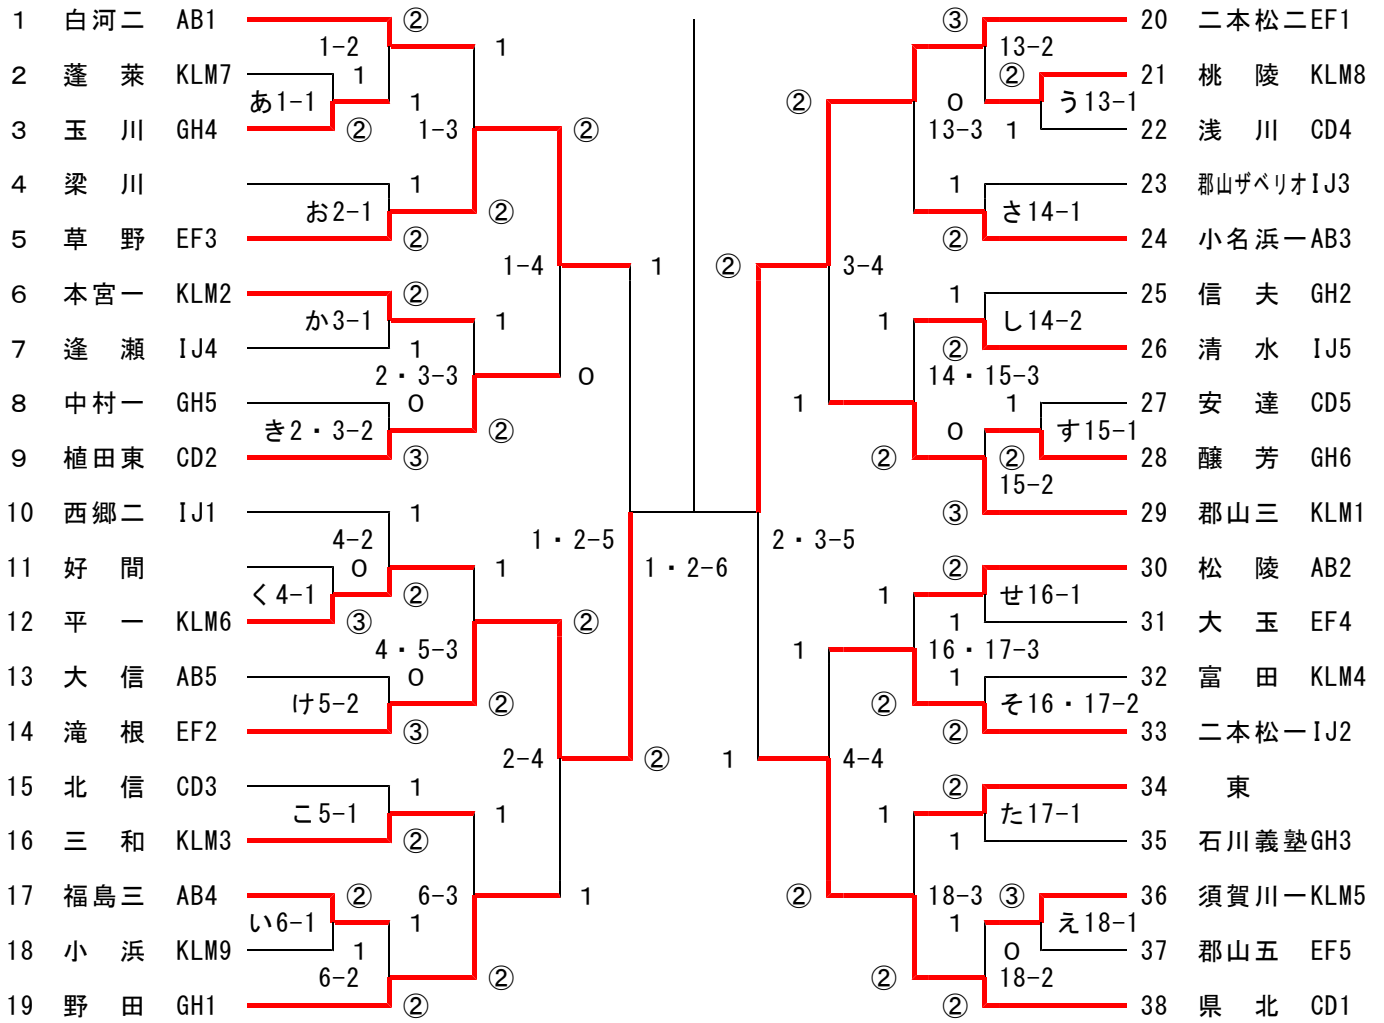 1 白河二 AB1 ② ③ 20 二本松二EF1
1-2 1 13-2
2 蓬　莱 KLM7 1 ② 21 桃　陵 KLM8
あ1-1 1 ② 0 う13-1
3 玉　川 GH4 ② 1-3 ② 13-3 1 22 浅　川 CD4
4 梁　川 1 1 23 郡山ザベリオIJ3
お2-1 ② さ14-1
5 草　野 EF3 ② ② 24 小名浜一AB3
1-4 1 ② 3-4
6 本宮一 KLM2 ② 1 25 信　夫 GH2
か3-1 1 1 し14-2
7 逢　瀬 IJ4 1 ② 26 清　水 IJ5
2・3-3 0 14・15-3
8 中村一 GH5 0 1 1 27 安　達 CD5
き2・3-2 ② 0 す15-1
9 植田東 CD2 ③ ② ② 28 醸　芳 GH6
15-2
10 西郷二 IJ1 1 ③ 29 郡山三 KLM1
4-2 1・2-5 2・3-5
11 好　間 0 1 1・2-6 ② 30 松　陵 AB2
く4-1 ② 1 せ16-1
12 平　一 KLM6 ③ ② 1 31 大　玉 EF4
4・5-3 1 16・17-3
13 大　信 AB5 0 1 32 富　田 KLM4
け5-2 ② ② そ16・17-2
14 滝　根 EF2 ③ ② 33 二本松一IJ2
2-4 ② 1 4-4
15 北　信 CD3 1 ② 34 東
こ5-1 1 1 た17-1
16 三　和 KLM3 ② 1 35 石川義塾GH3
17 福島三 AB4 ② 6-3 1 ② 18-3 ③ 36 須賀川一KLM5
い6-1 1 1 え18-1
18 小　浜 KLM9 1 0 37 郡山五 EF5
6-2 ② ② 18-2
19 野　田 GH1 ② ② 38 県　北 CD1